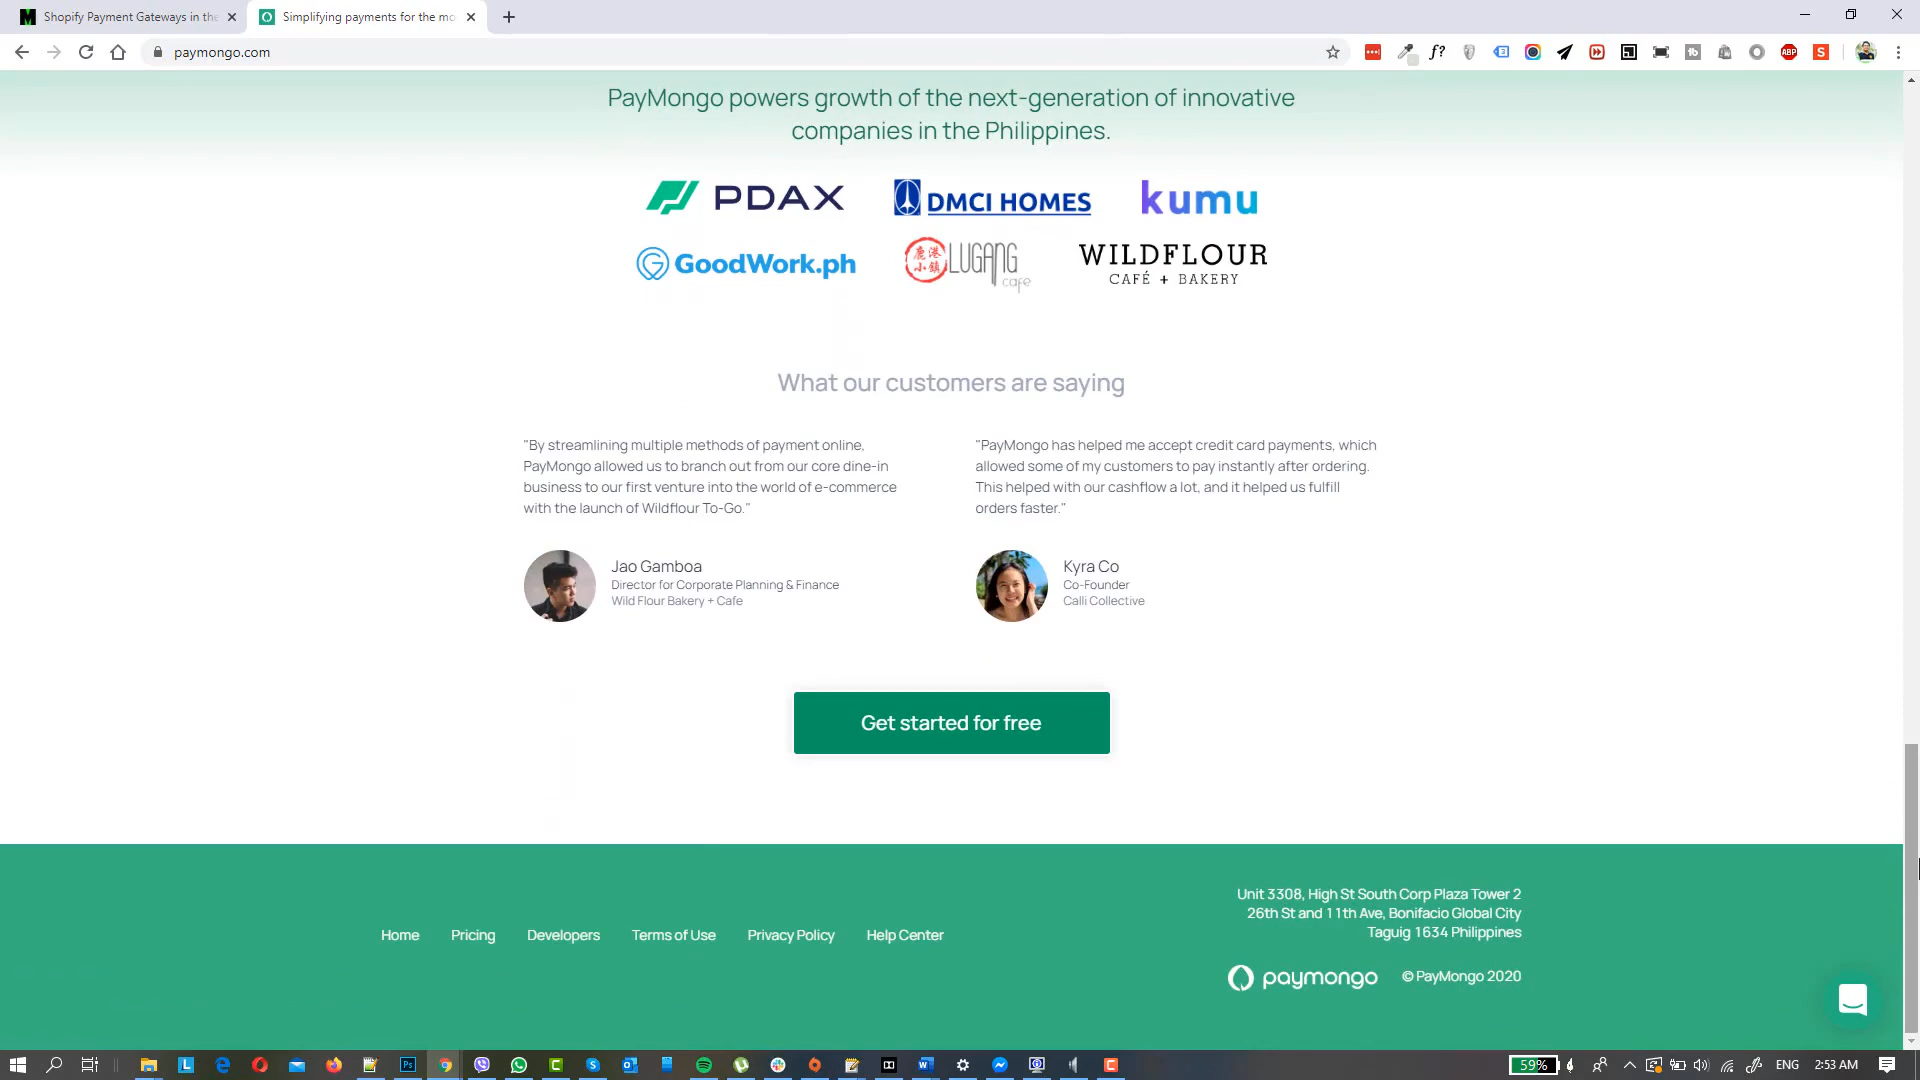 Shopify Payment Gateways in the
Simplifying payments for the mo
paymongo.com
PayMongo powers growth of the next-generation of innovative
companies in the Philippines.
PDAX
DMCI HOMES
kumu
GoodWork.ph
鹿港
小鎮
LUGANG
cafe
WILDFLOUR
CAFÉ + BAKERY
What our customers are saying
"By streamlining multiple methods of payment online,
PayMongo allowed us to branch out from our core dine-in
business to our first venture into the world of e-commerce
with the launch of Wildflour To-Go."
"PayMongo has helped me accept credit card payments, which
allowed some of my customers to pay instantly after ordering.
This helped with our cashflow a lot, and it helped us fulfill
orders faster."
Jao Gamboa
Director for Corporate Planning & Finance
Wild Flour Bakery + Cafe
Kyra Co
Co-Founder
Calli Collective
Get started for free
Home
Pricing
Developers
Terms of Use
Privacy Policy
Help Center
Unit 3308, High St South Corp Plaza Tower 2
26th St and 11th Ave, Bonifacio Global City
Taguig 1634 Philippines
paymongo
© PayMongo 2020
59%
ENG
2:53 AM